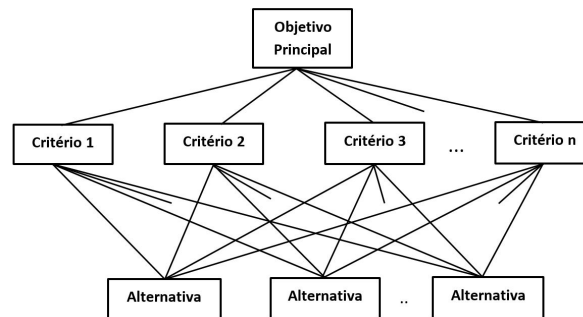 Objetivo
Principal
Critério 1
Critério 2
Critério 3
...
Critério n
Alternativa
Alternativa
..
Alternativa